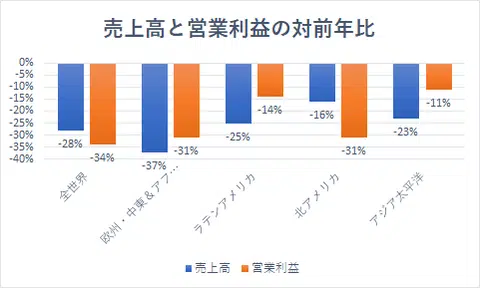 売上高と営業利益の対前年比
0%
-5%
-10%
-15%
-20%
-25%
-30%
-35%
-40%
-28%
-34%
-37%
-31%
-25%
-14%
-16%
-31%
-23%
-11%
全世界
欧州・中東＆アフ…
ラテンアメリカ
北アメリカ
アジア太平洋
売上高
営業利益